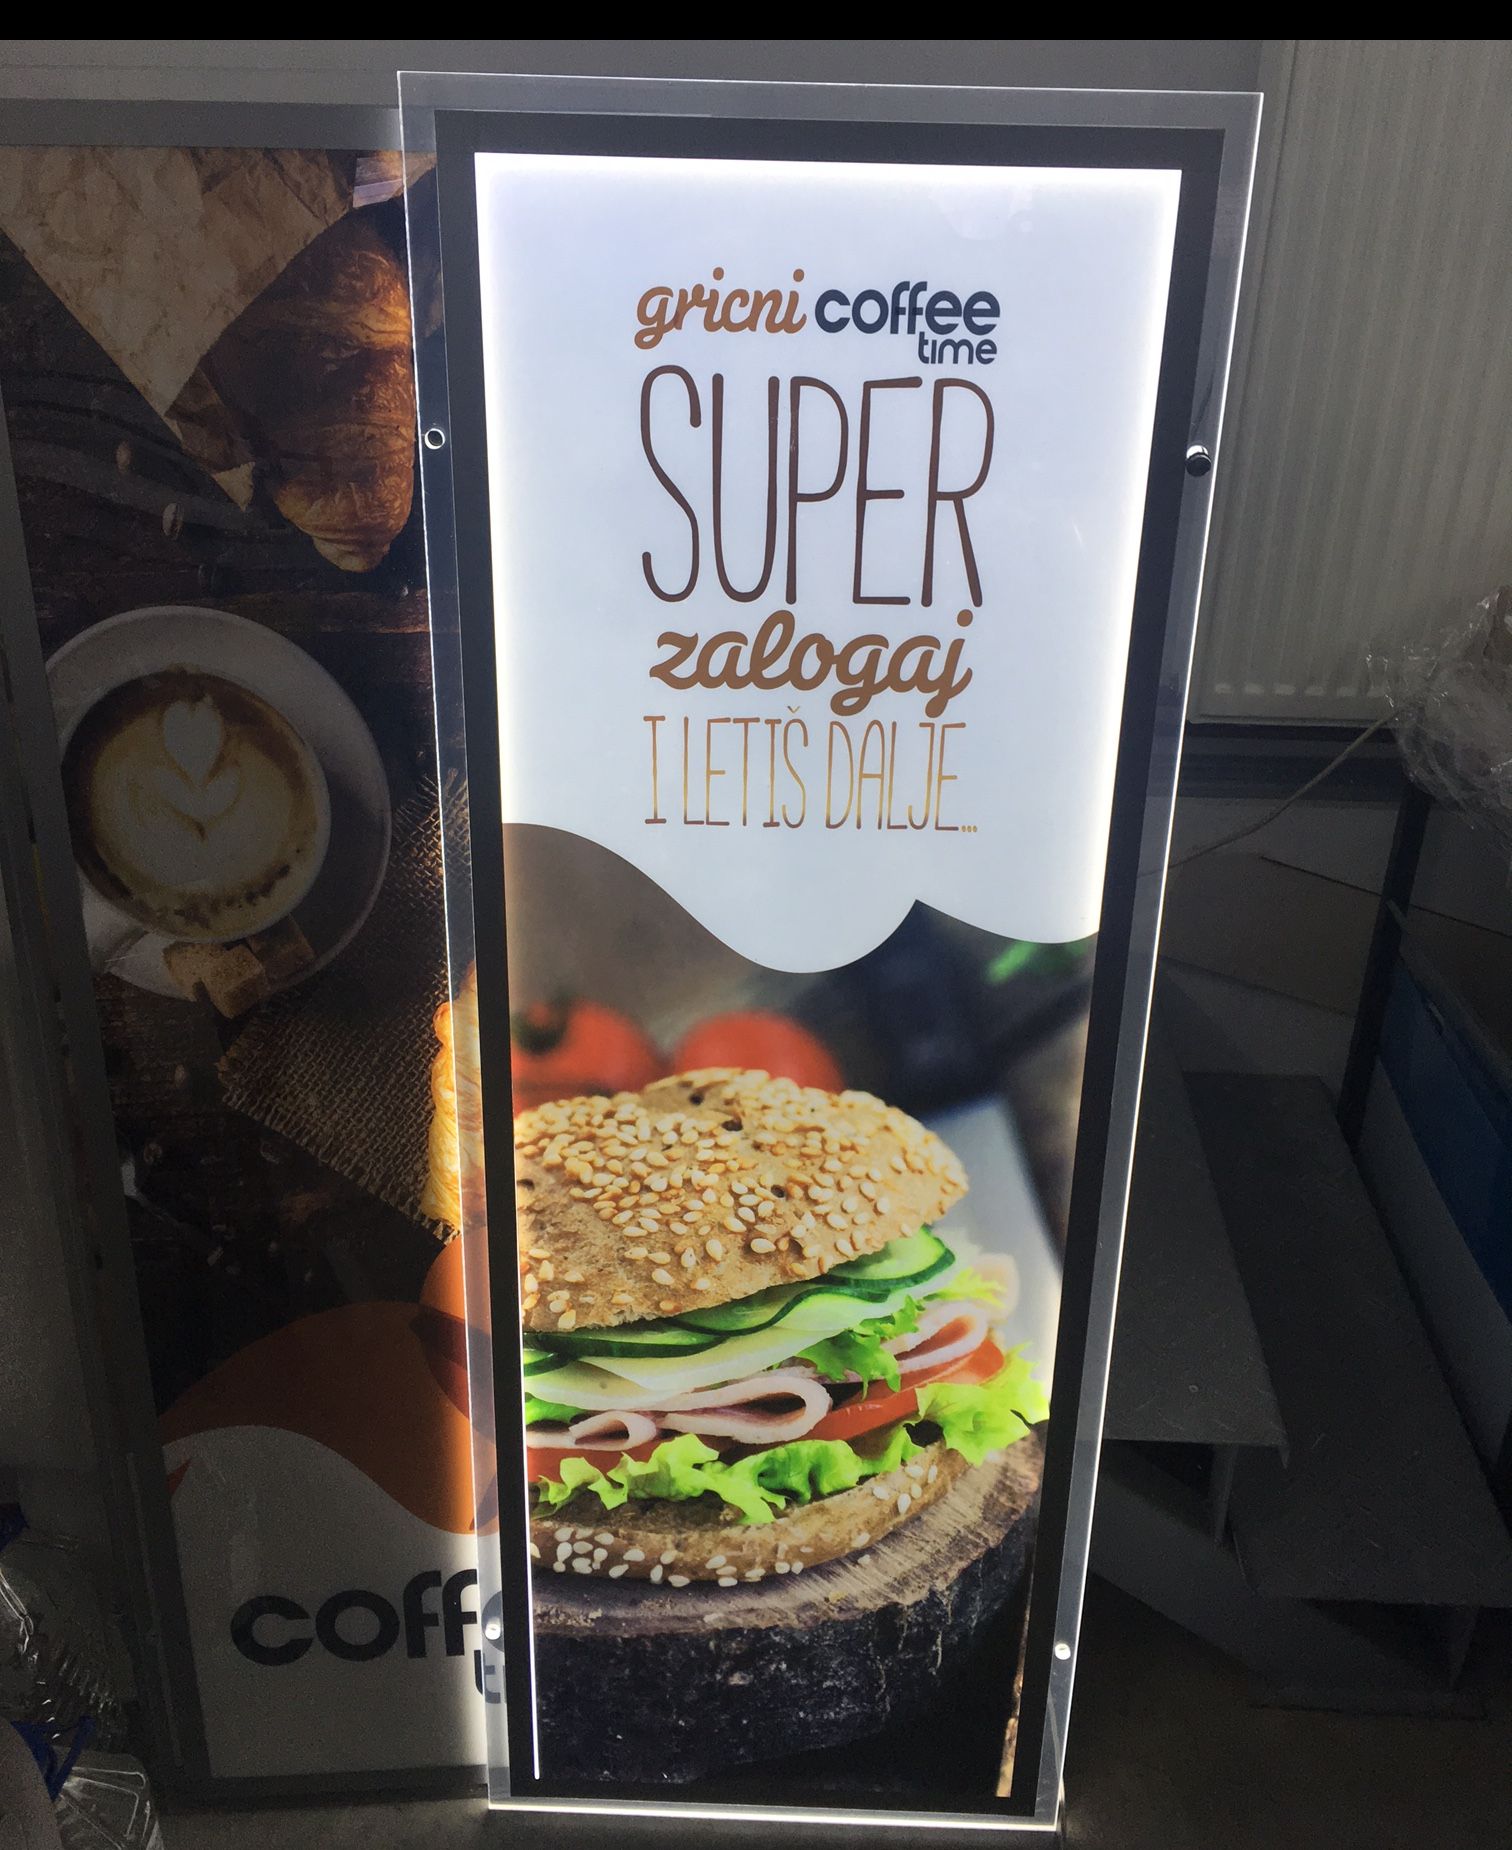 gricni coffee
time
SUPER
zalogaj
I LETIŠ DALJE...
coff